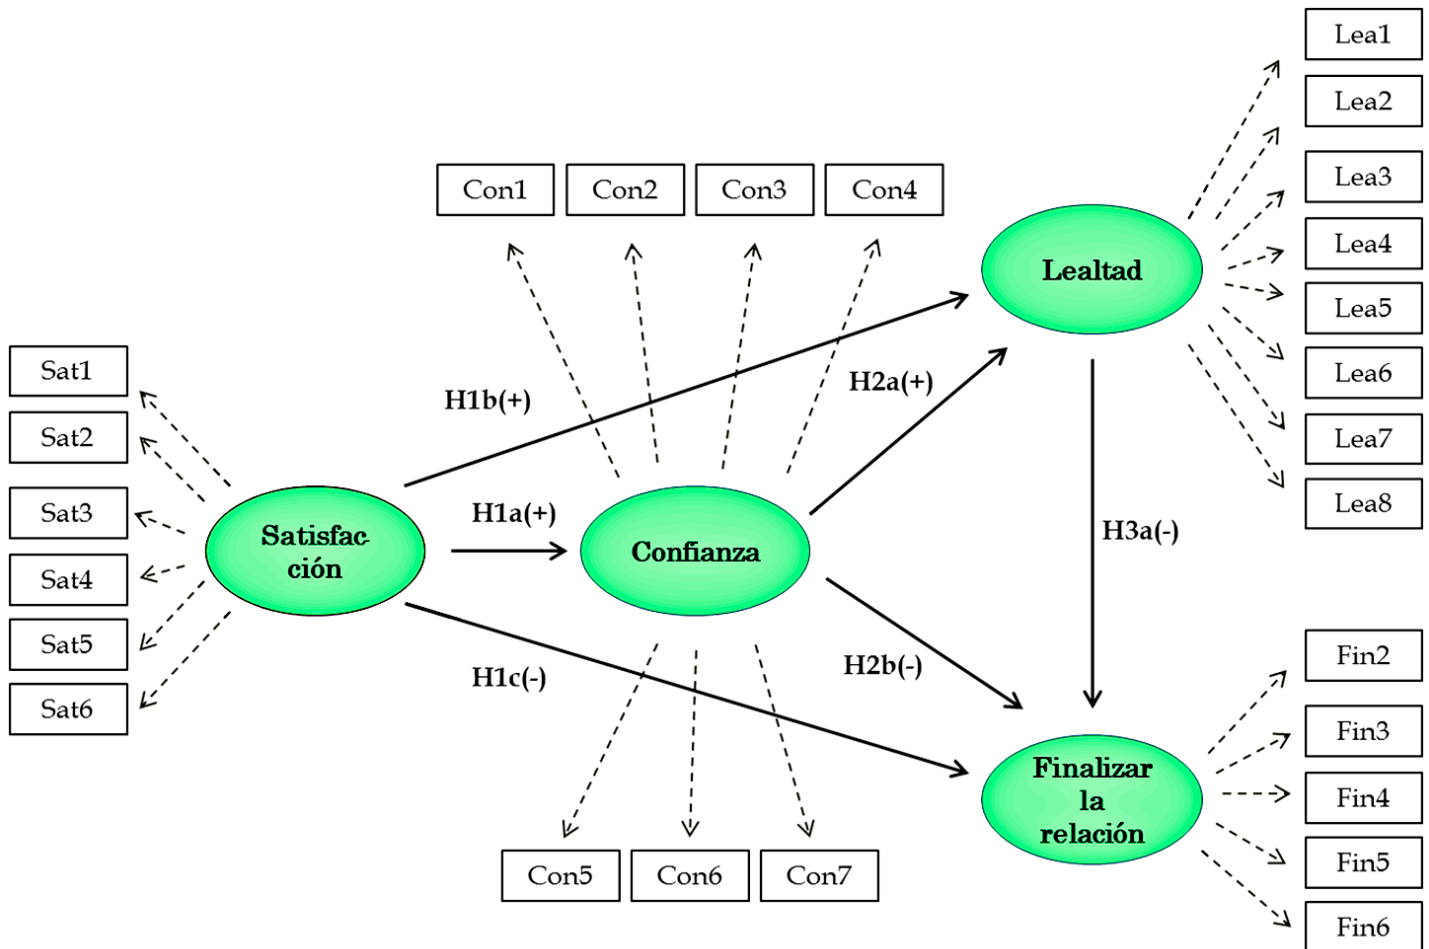 Lea1
Lea2
Lea3
Lea4
Lea5
Lea6
Lea7
Lea8
Con1
Con2
Con3
Con4
Lealtad
H1b(+)
H2a(+)
Sat1
Sat2
Sat3
Sat4
Sat5
Sat6
Satisfac-
ción
H1a(+)
Confianza
H3a(-)
H1c(-)
H2b(-)
Finalizar
la
relación
Fin2
Fin3
Fin4
Fin5
Fin6
Con5
Con6
Con7